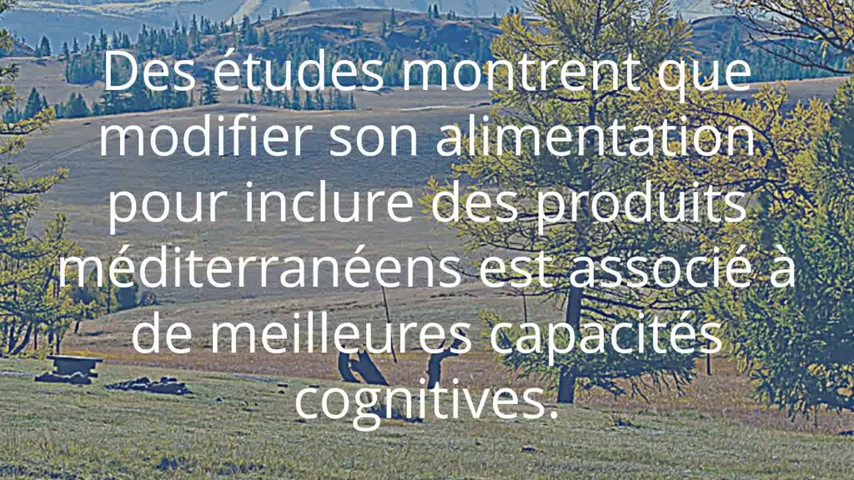 Des études montrent que
modifier son alimentation
pour inclure des produits
méditerranéens est associé à
de meilleures capacités
cognitives.